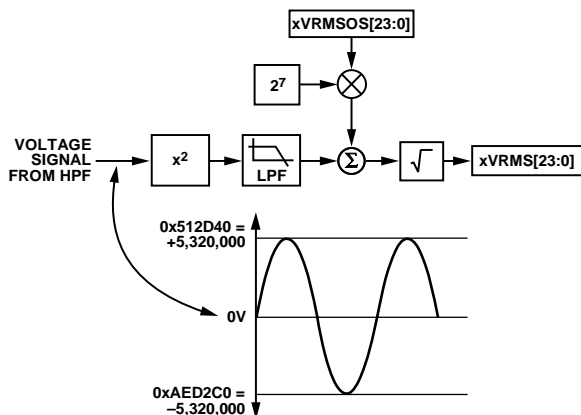 xVRMSOS[23:0]
2⁷
VOLTAGE
SIGNAL
FROM HPF
x²
LPF
Σ
√
xVRMS[23:0]
0x512D40 =
+5,320,000
0V
0xAED2C0 =
–5,320,000